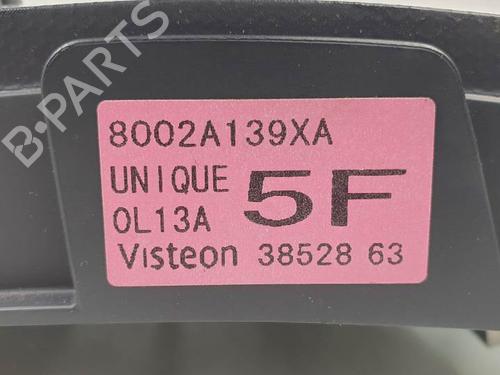 B-PARTS
8002A139XA
UNIQUE 5F
0L13A
Visteon 38528 63